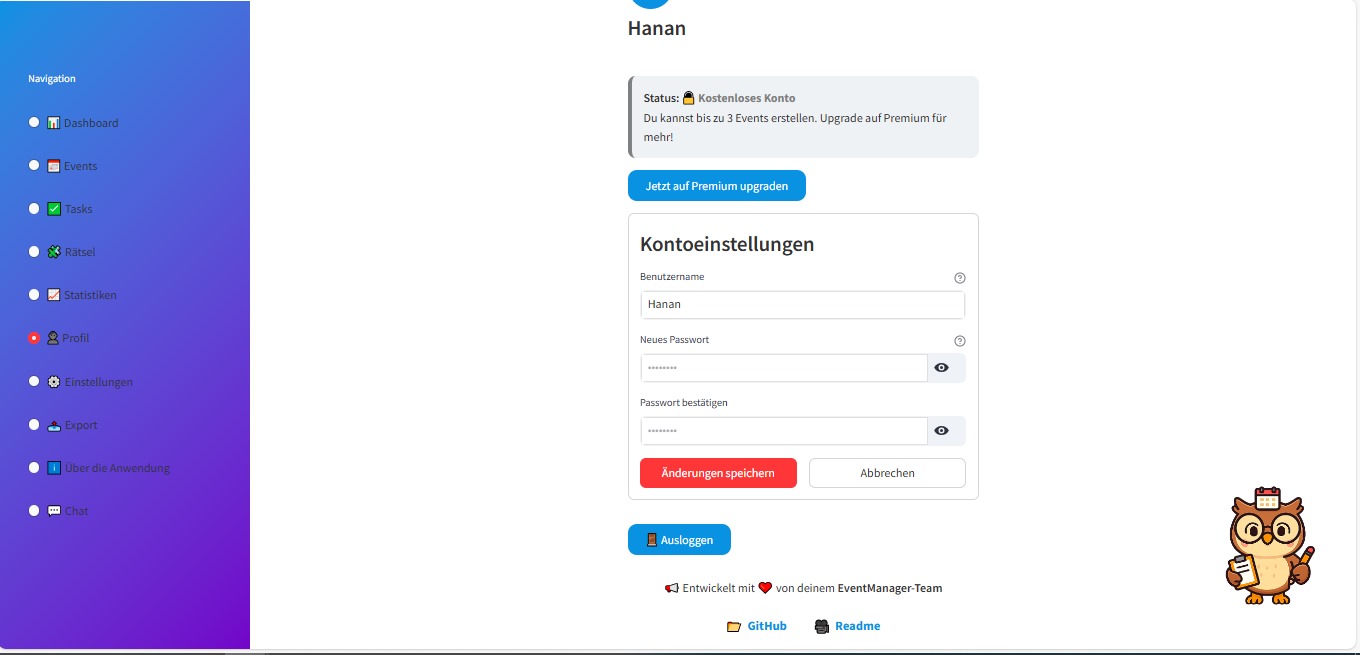 Navigation
Dashboard
Events
Tasks
Rätsel
Statistiken
Profil
Einstellungen
Export
Über die Anwendung
Chat
Hanan
Status: 🔒 Kostenloses Konto
Du kannst bis zu 3 Events erstellen. Upgrade auf Premium für
mehr!
Jetzt auf Premium upgraden
Kontoeinstellungen
Benutzername
Hanan
Neues Passwort
••••••••
Passwort bestätigen
••••••••
Änderungen speichern
Abbrechen
Ausloggen
Entwickelt mit ❤️ von deinem EventManager-Team
GitHub
Readme